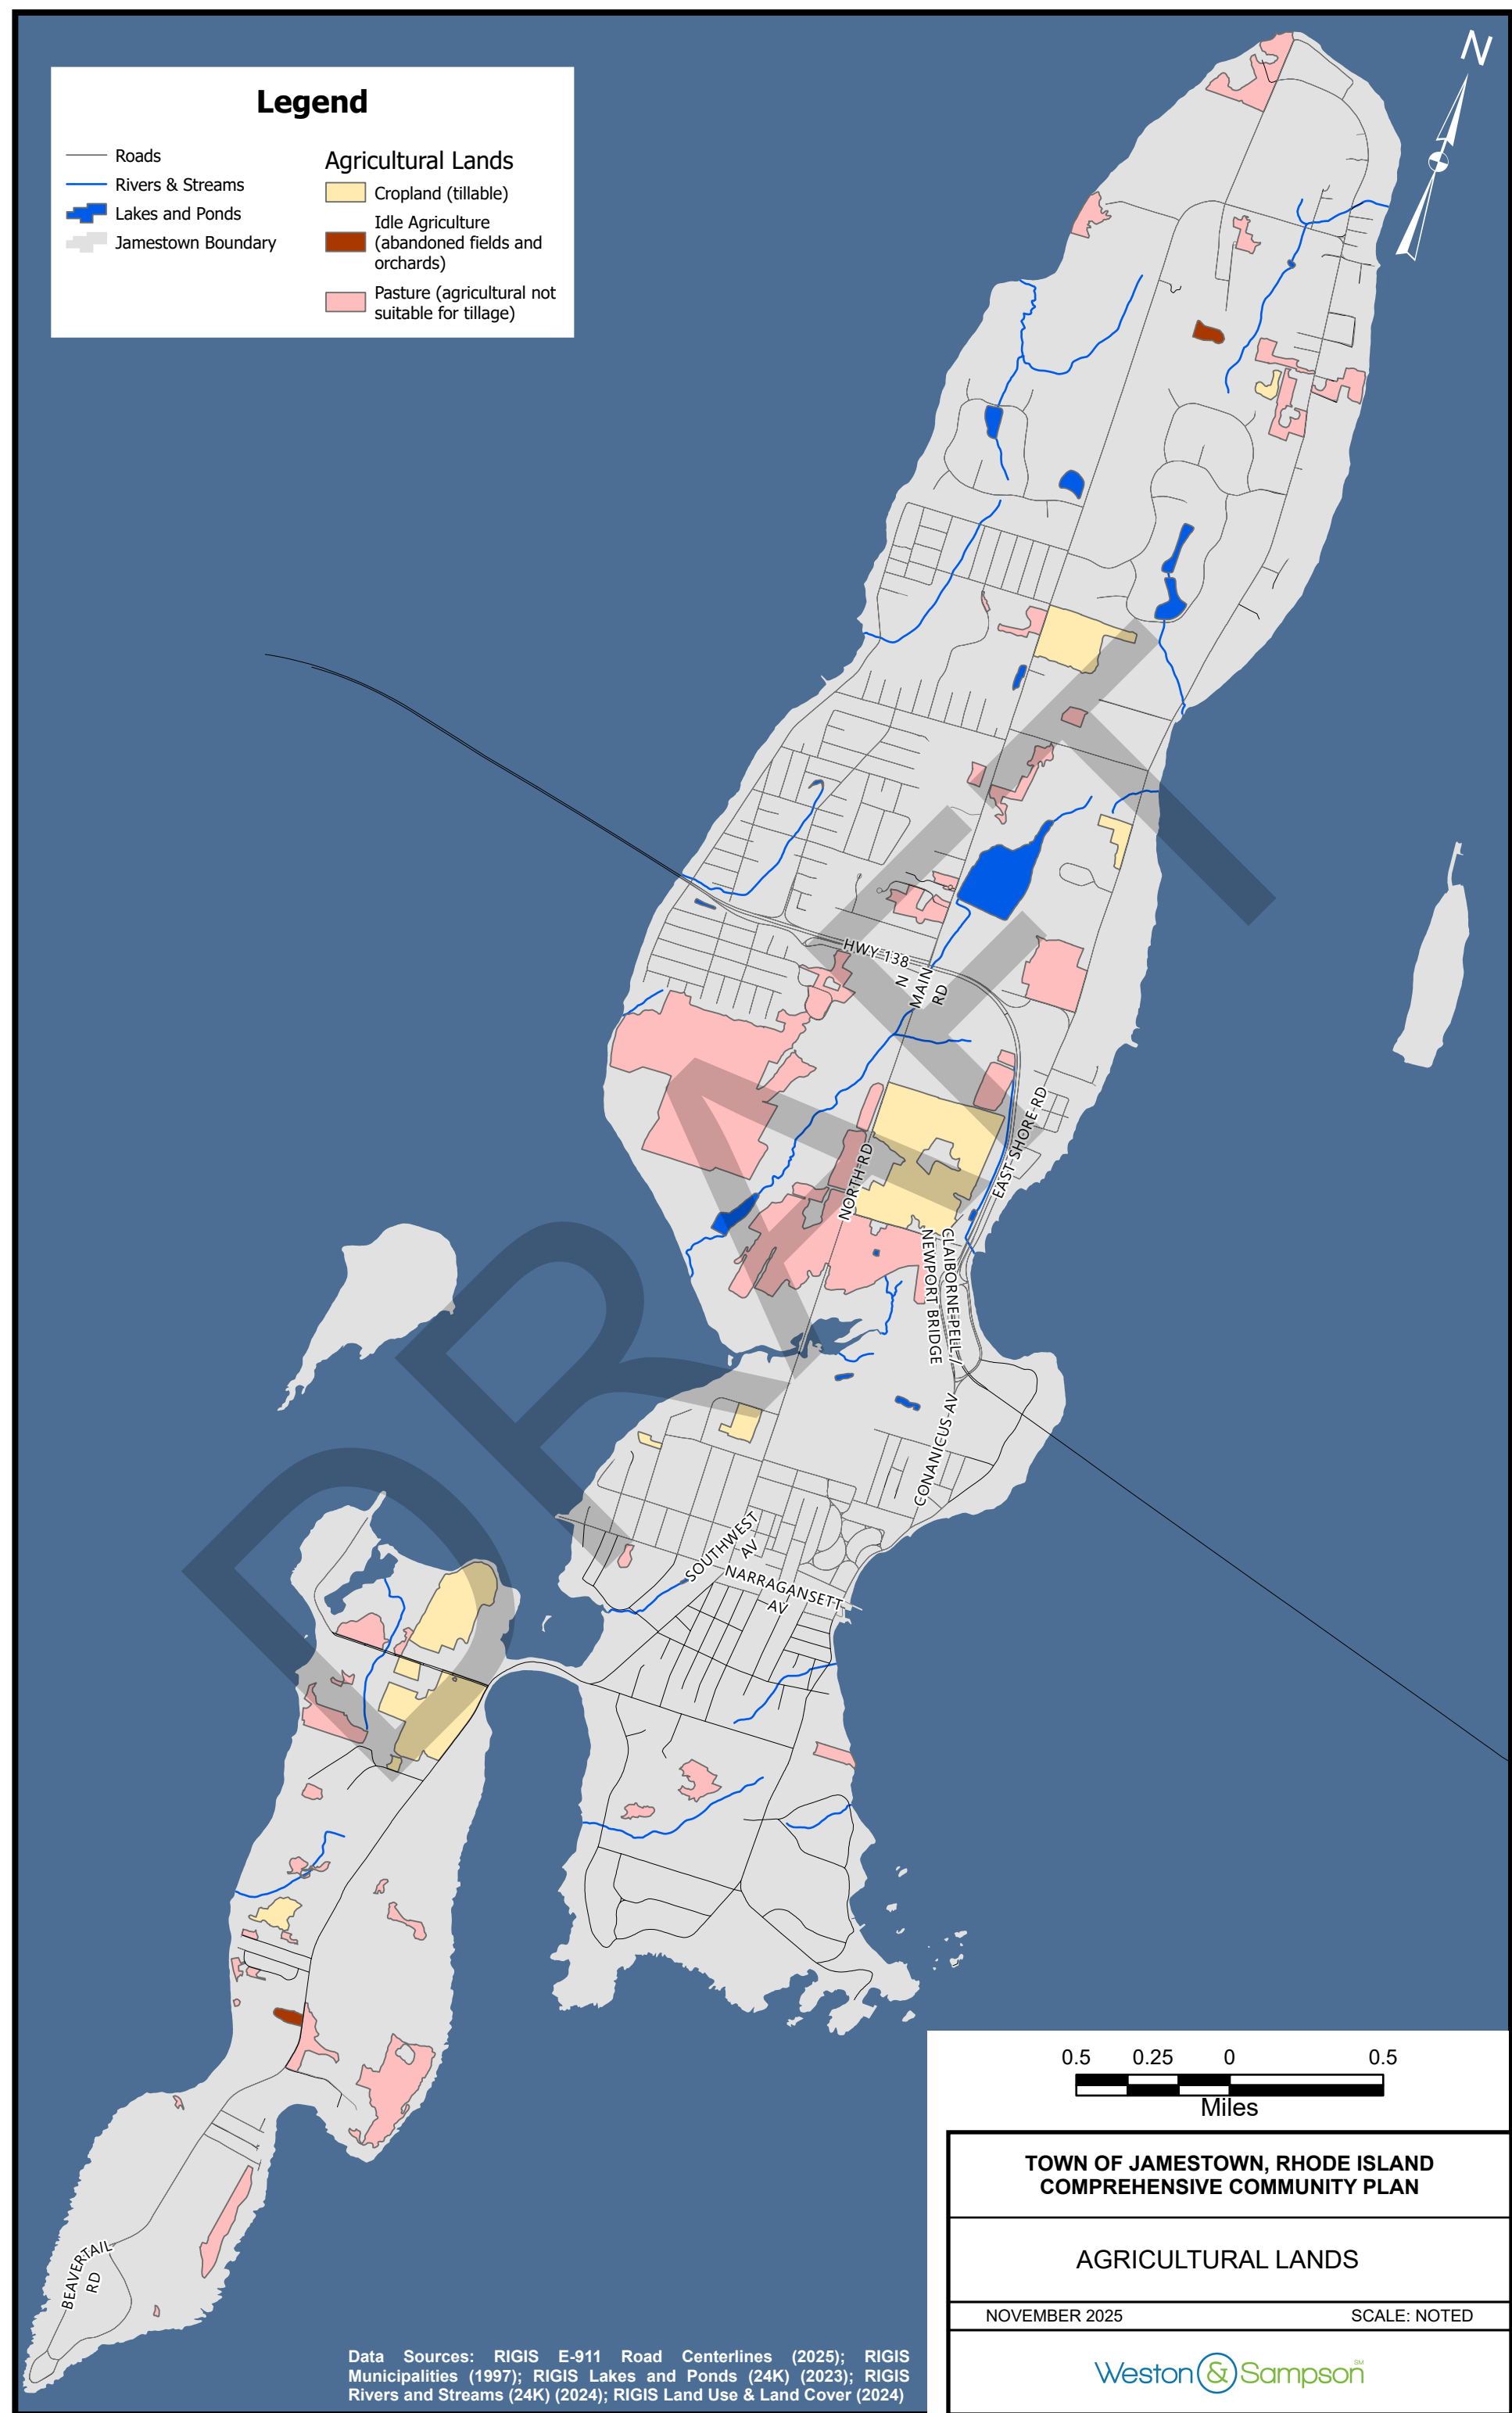 N
Legend
Roads
Rivers & Streams
Lakes and Ponds
Jamestown Boundary
Agricultural Lands
Cropland (tillable)
Idle Agriculture
(abandoned fields and
orchards)
Pasture (agricultural not
suitable for tillage)
HWY 138
N
MAIN
RD
EAST SHORE RD
NORTH RD
CLAIBORNE PELL /
NEWPORT BRIDGE
CONANICUS AV
SOUTHWEST
AV
NARRAGANSETT
AV
BEAVERTAIL
RD
DRAFT
0.5 0.25 0 0.5
Miles
TOWN OF JAMESTOWN, RHODE ISLAND
COMPREHENSIVE COMMUNITY PLAN
AGRICULTURAL LANDS
NOVEMBER 2025 SCALE: NOTED
Weston & Sampson SM
Data Sources: RIGIS E-911 Road Centerlines (2025); RIGIS
Municipalities (1997); RIGIS Lakes and Ponds (24K) (2023); RIGIS
Rivers and Streams (24K) (2024); RIGIS Land Use & Land Cover (2024)